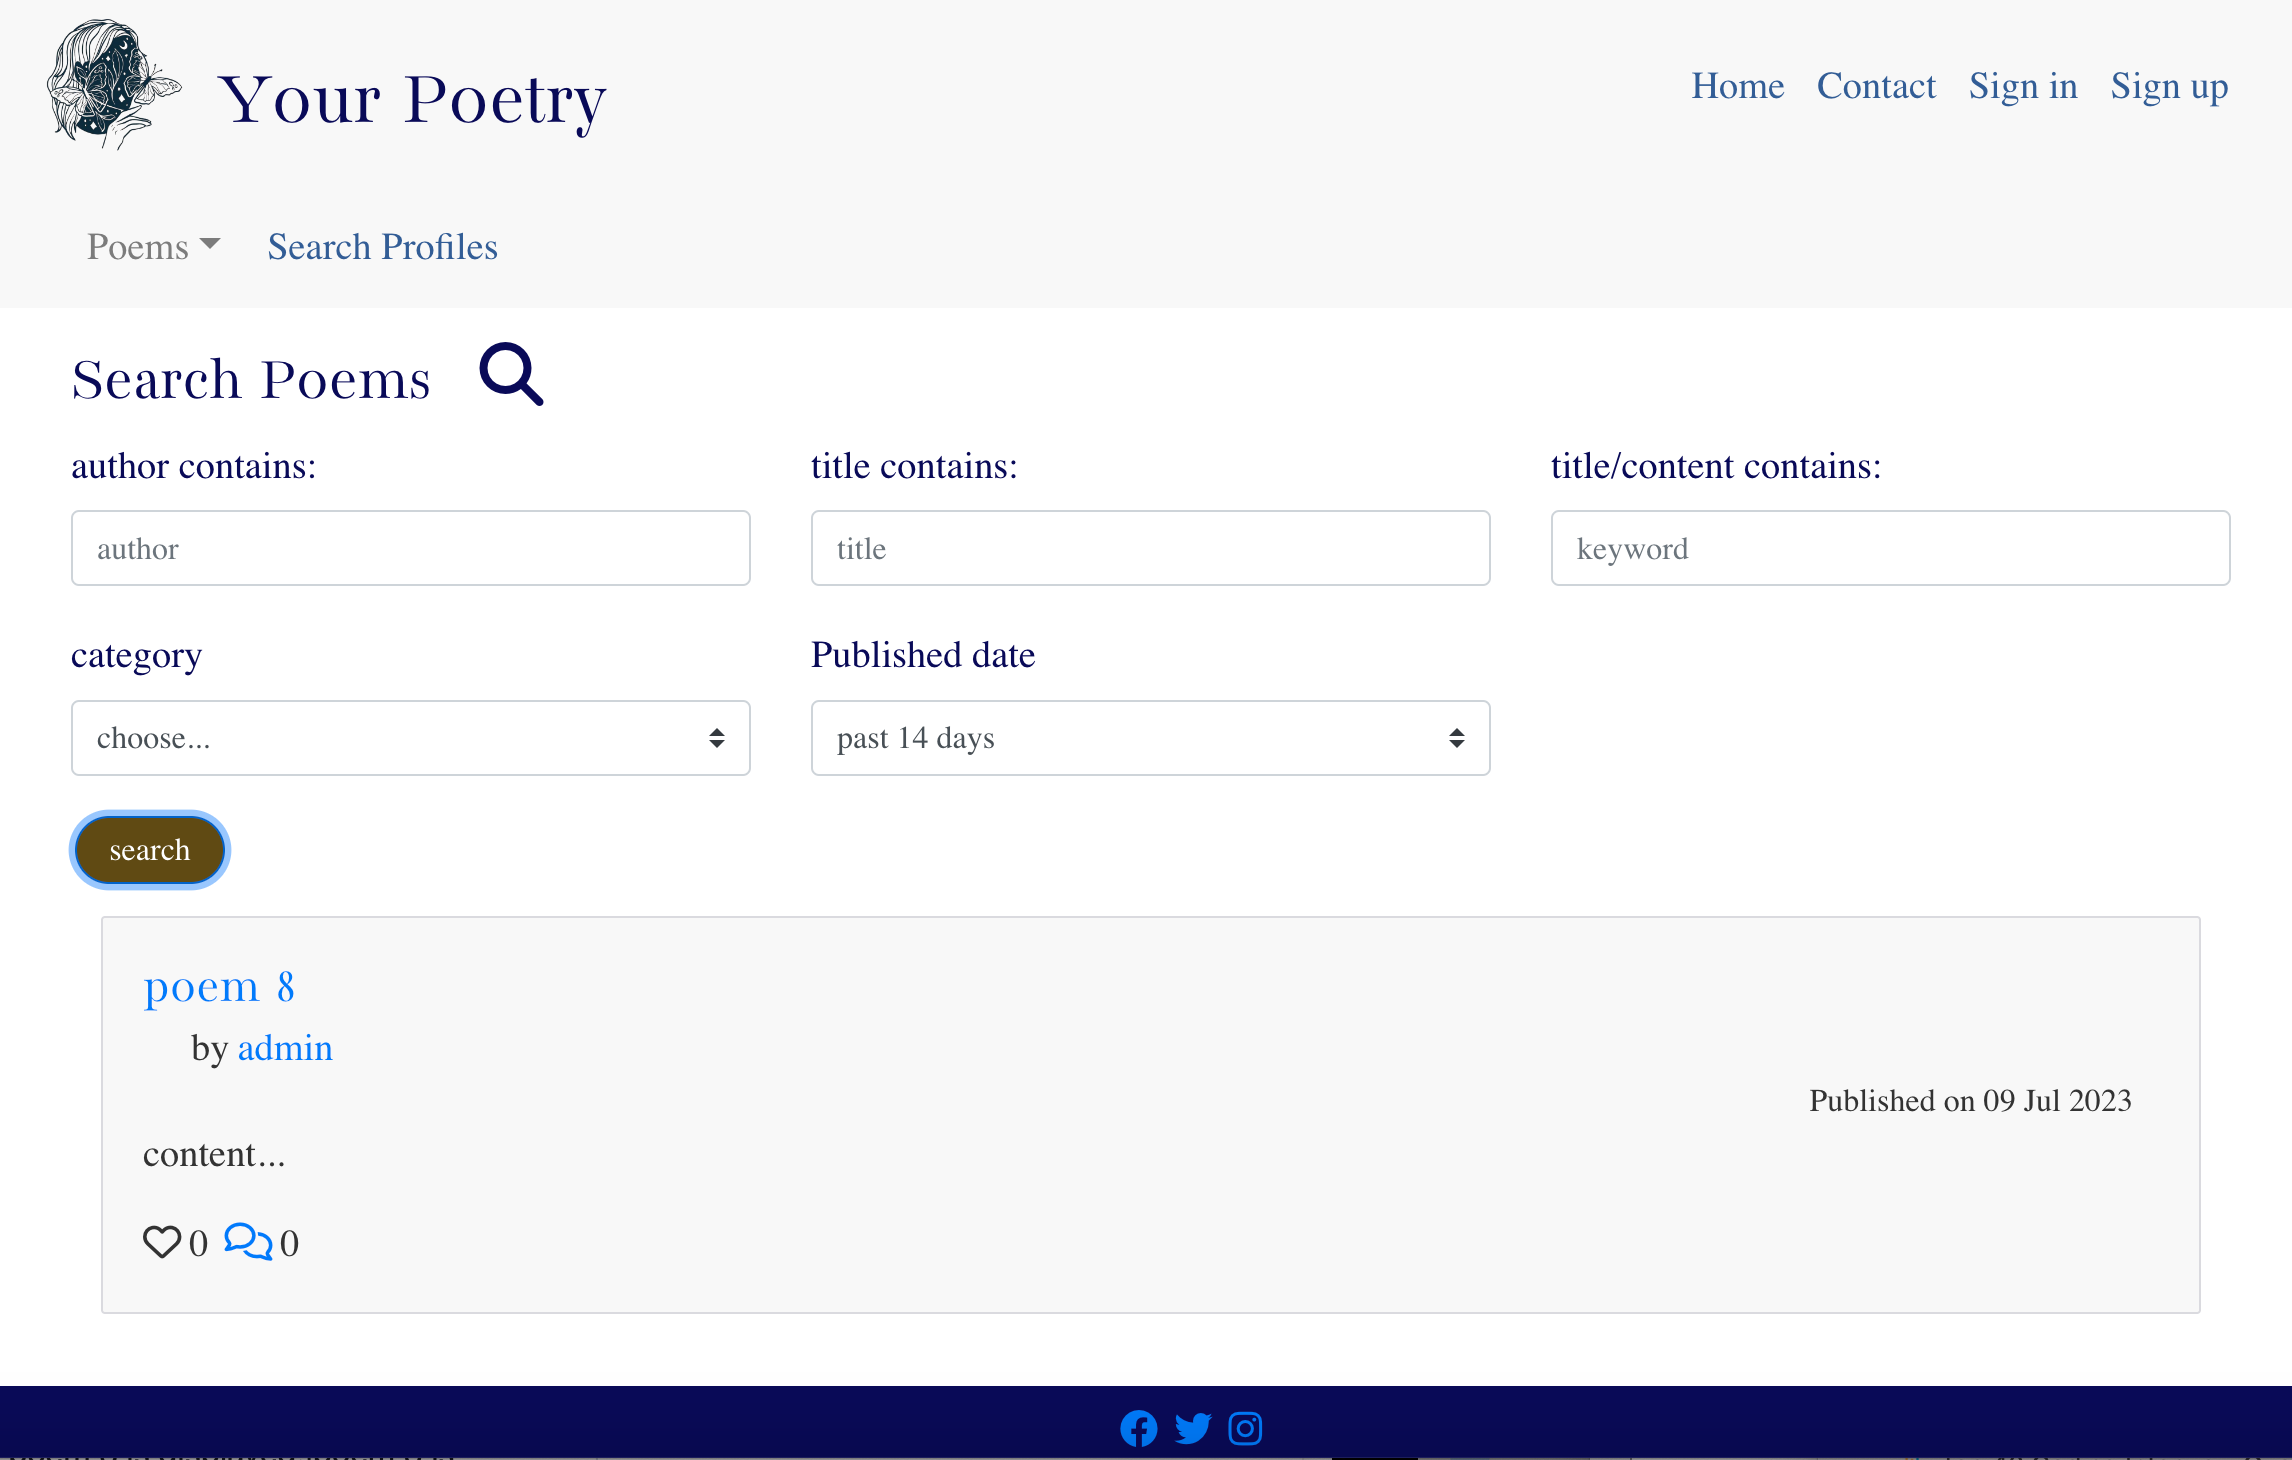 Your Poetry
Home Contact Sign in Sign up
Poems Search Profiles
Search Poems
author contains: title contains: title/content contains:
author title keyword
category Published date
choose... past 14 days
search
poem 8
by admin
Published on 09 Jul 2023
content...
0 0